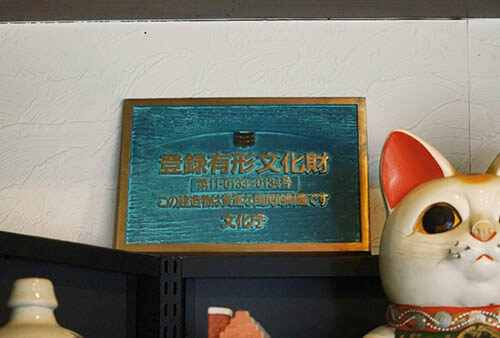 登録有形文化財
第11-0133~0134号
この建造物は貴重な国民的財産です
文化庁